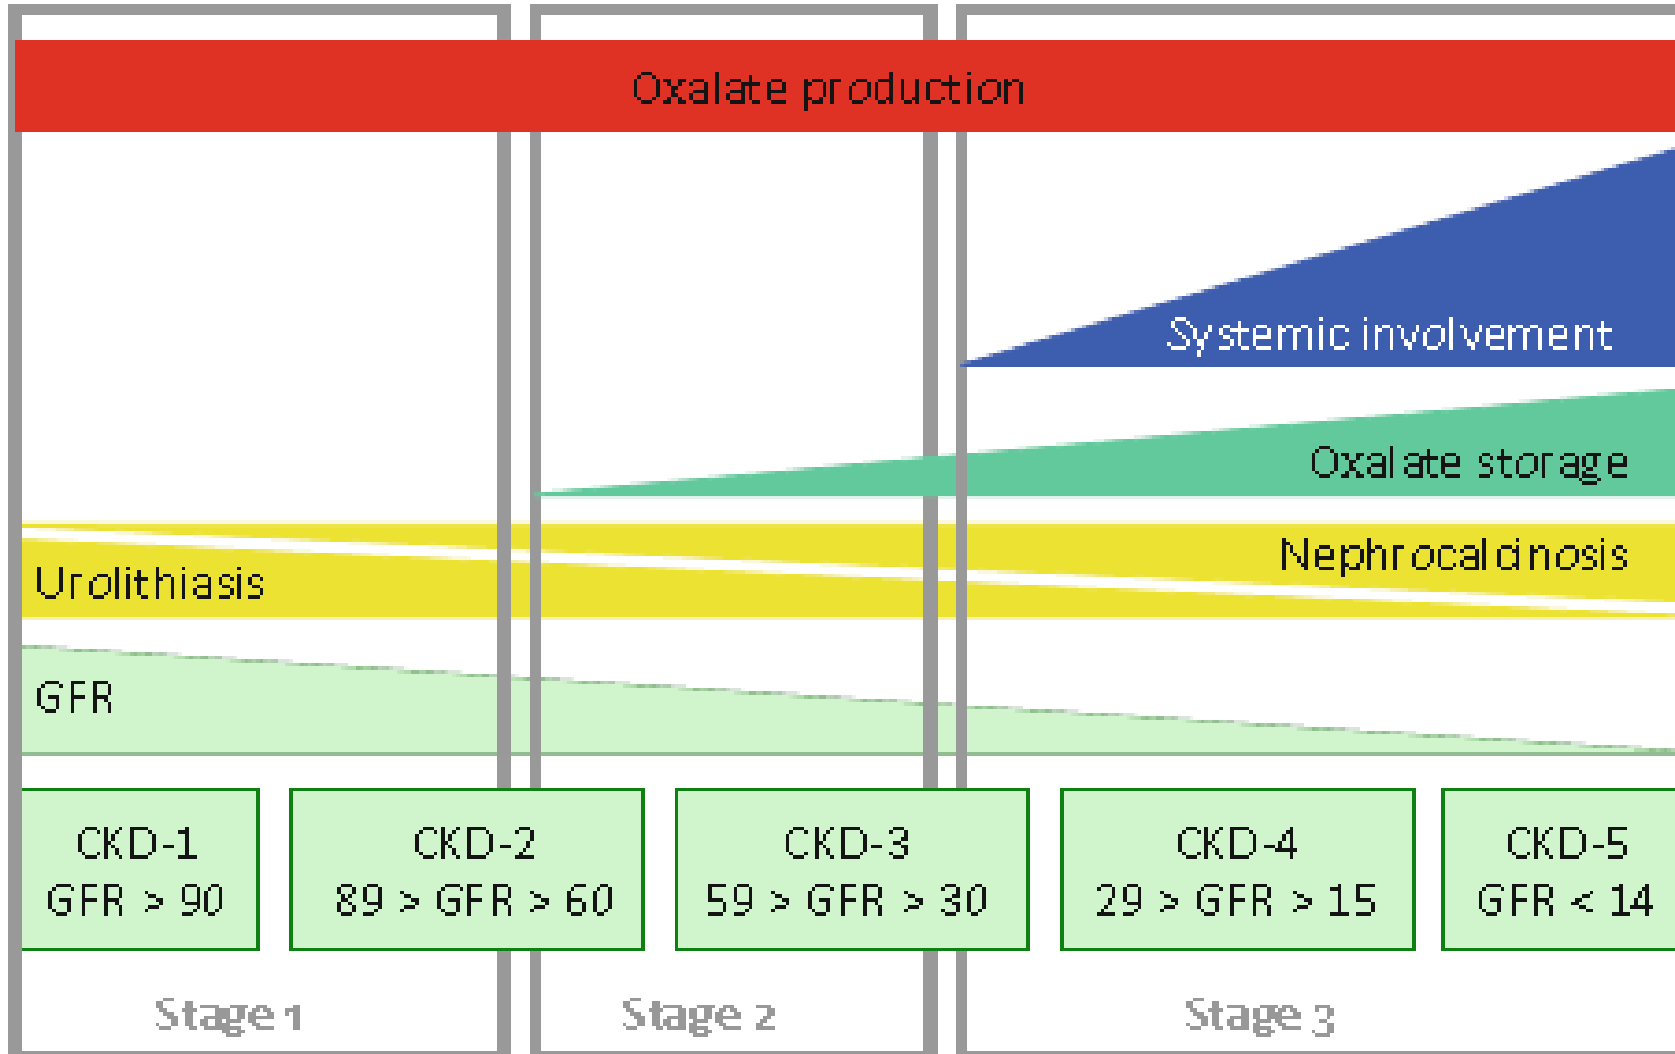 Oxalate production
Systemic involvement
Oxalate storage
Nephrocalcinosis
Urolithiasis
GFR
CKD-1
GFR > 90
CKD-2
89 > GFR > 60
CKD-3
59 > GFR > 30
CKD-4
29 > GFR > 15
CKD-5
GFR < 14
Stage 1
Stage 2
Stage 3